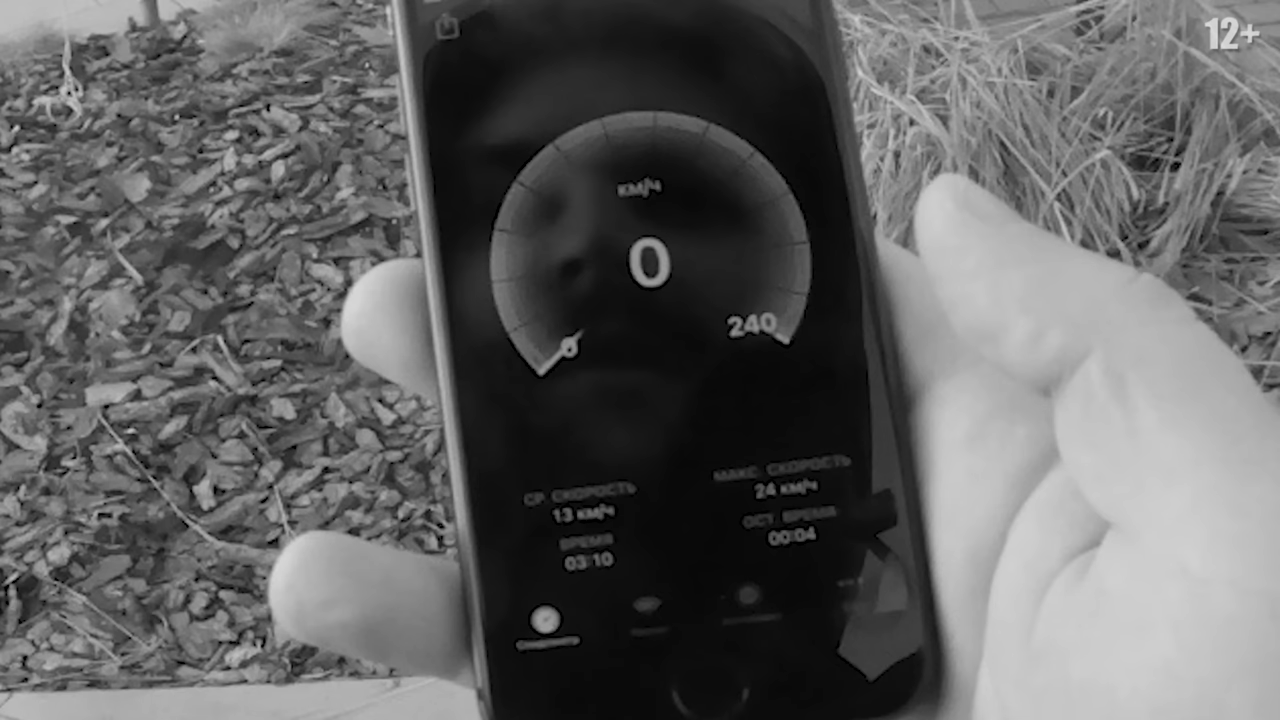 12+
КМ/Ч
0
0
240
СР. СКОРОСТЬ
13 КМ/Ч
МАКС. СКОРОСТЬ
24 КМ/Ч
ВРЕМЯ
03:10
ОСТ. ВРЕМЯ
00:04